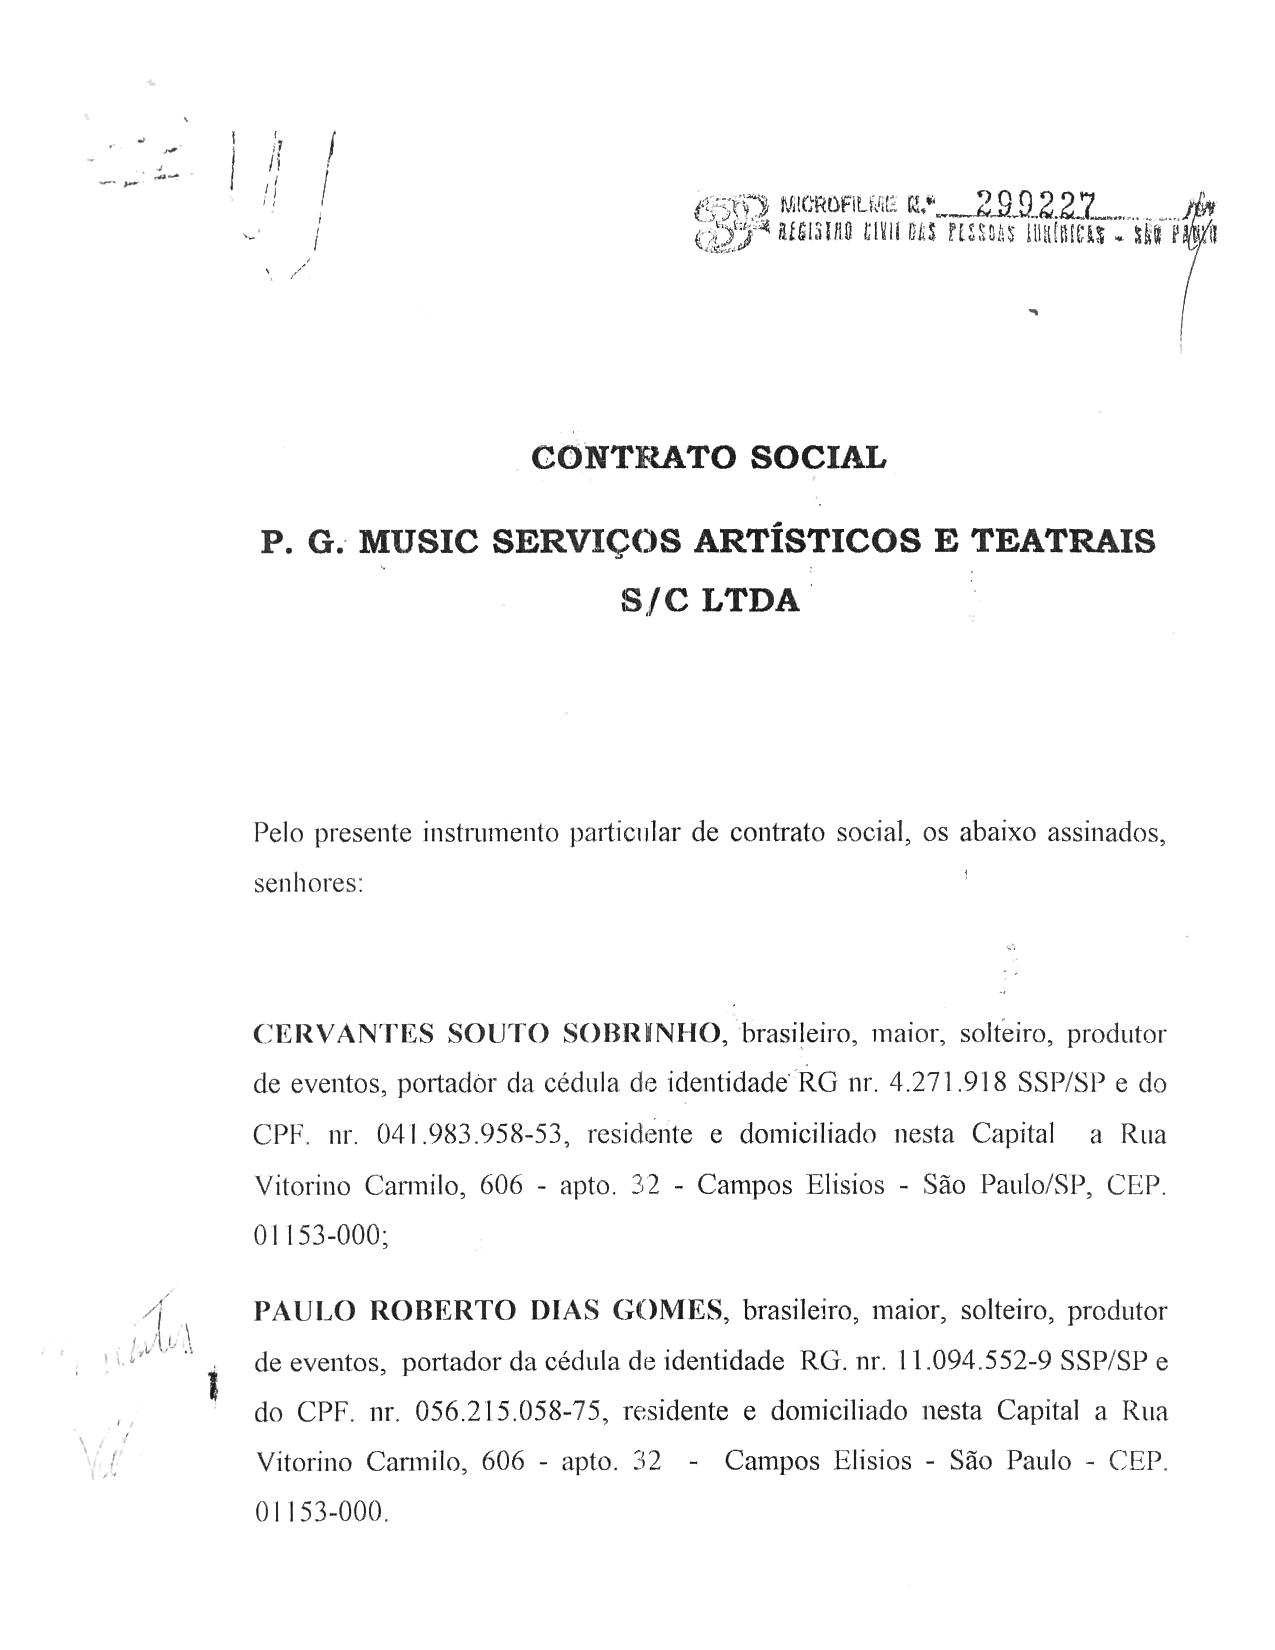 MICROFILME N.º 299227
REGISTRO CIVIL DAS PESSOAS JURÍDICAS - SÃO PAULO
CONTRATO SOCIAL
P. G. MUSIC SERVIÇOS ARTÍSTICOS E TEATRAIS
S/C LTDA
Pelo presente instrumento particular de contrato social, os abaixo assinados,
senhores:
CERVANTES SOUTO SOBRINHO, brasileiro, maior, solteiro, produtor
de eventos, portador da cédula de identidade RG nr. 4.271.918 SSP/SP e do
CPF. nr. 041.983.958-53, residente e domiciliado nesta Capital a Rua
Vitorino Carmilo, 606 - apto. 32 - Campos Elisios - São Paulo/SP, CEP.
01153-000;
PAULO ROBERTO DIAS GOMES, brasileiro, maior, solteiro, produtor
de eventos, portador da cédula de identidade RG. nr. 11.094.552-9 SSP/SP e
do CPF. nr. 056.215.058-75, residente e domiciliado nesta Capital a Rua
Vitorino Carmilo, 606 - apto. 32 - Campos Elisios - São Paulo - CEP.
01153-000.